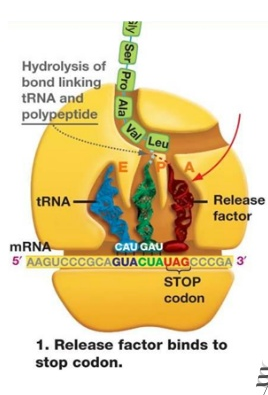 Gly
Ser
Pro
Ala
Val
Leu
Hydrolysis of
bond linking
tRNA and
polypeptide
E P A
tRNA
Release
factor
mRNA
CAU GAU
5′ AAGUCCCGCAGUACUAUAGCCCGA 3′
STOP
codon
1. Release factor binds to
stop codon.